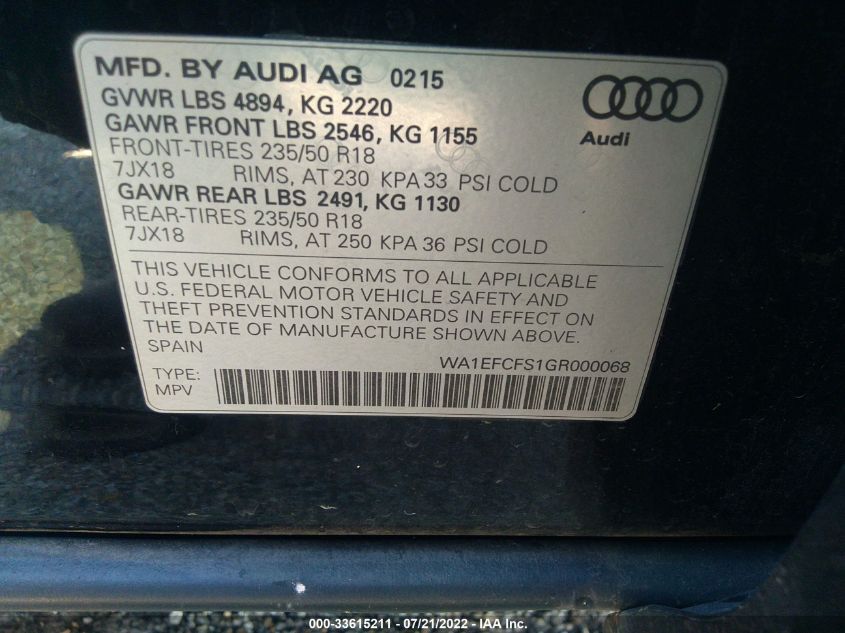 MFD. BY AUDI AG 0215
GVWR LBS 4894, KG 2220
GAWR FRONT LBS 2546, KG 1155
FRONT-TIRES 235/50 R18
7JX18 RIMS, AT 230 KPA 33 PSI COLD
GAWR REAR LBS 2491, KG 1130
REAR-TIRES 235/50 R18
7JX18 RIMS, AT 250 KPA 36 PSI COLD
Audi
THIS VEHICLE CONFORMS TO ALL APPLICABLE
U.S. FEDERAL MOTOR VEHICLE SAFETY AND
THEFT PREVENTION STANDARDS IN EFFECT ON
THE DATE OF MANUFACTURE SHOWN ABOVE.
SPAIN
WA1EFCFS1GR000068
TYPE:
MPV
000-33615211 - 07/21/2022 - IAA Inc.